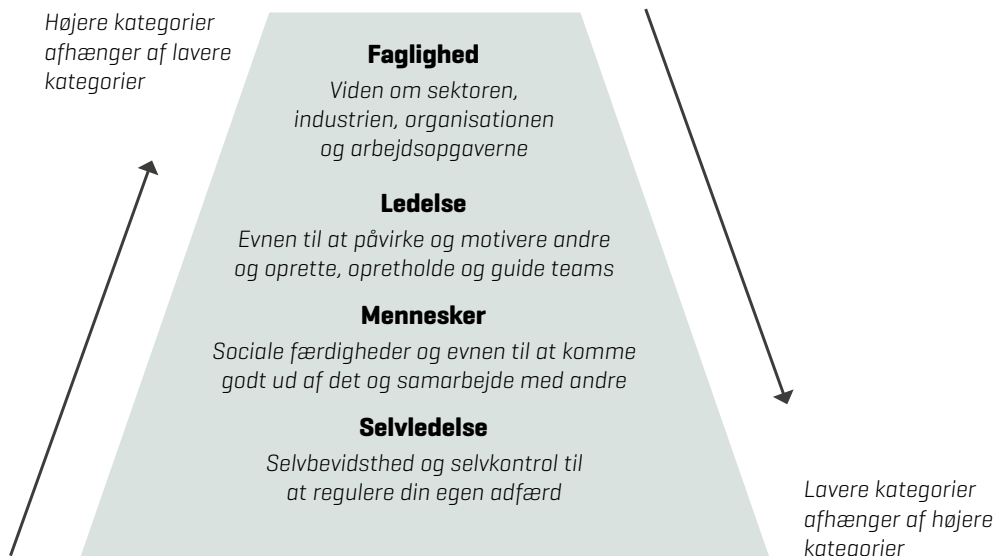 Højere kategorier
afhænger af lavere
kategorier
Faglighed
Viden om sektoren,
industrien, organisationen
og arbejdsopgaverne
Ledelse
Evnen til at påvirke og motivere andre
og oprette, opretholde og guide teams
Mennesker
Sociale færdigheder og evnen til at komme
godt ud af det og samarbejde med andre
Selvledelse
Selvbevidsthed og selvkontrol til
at regulere din egen adfærd
Lavere kategorier
afhænger af højere
kategorier